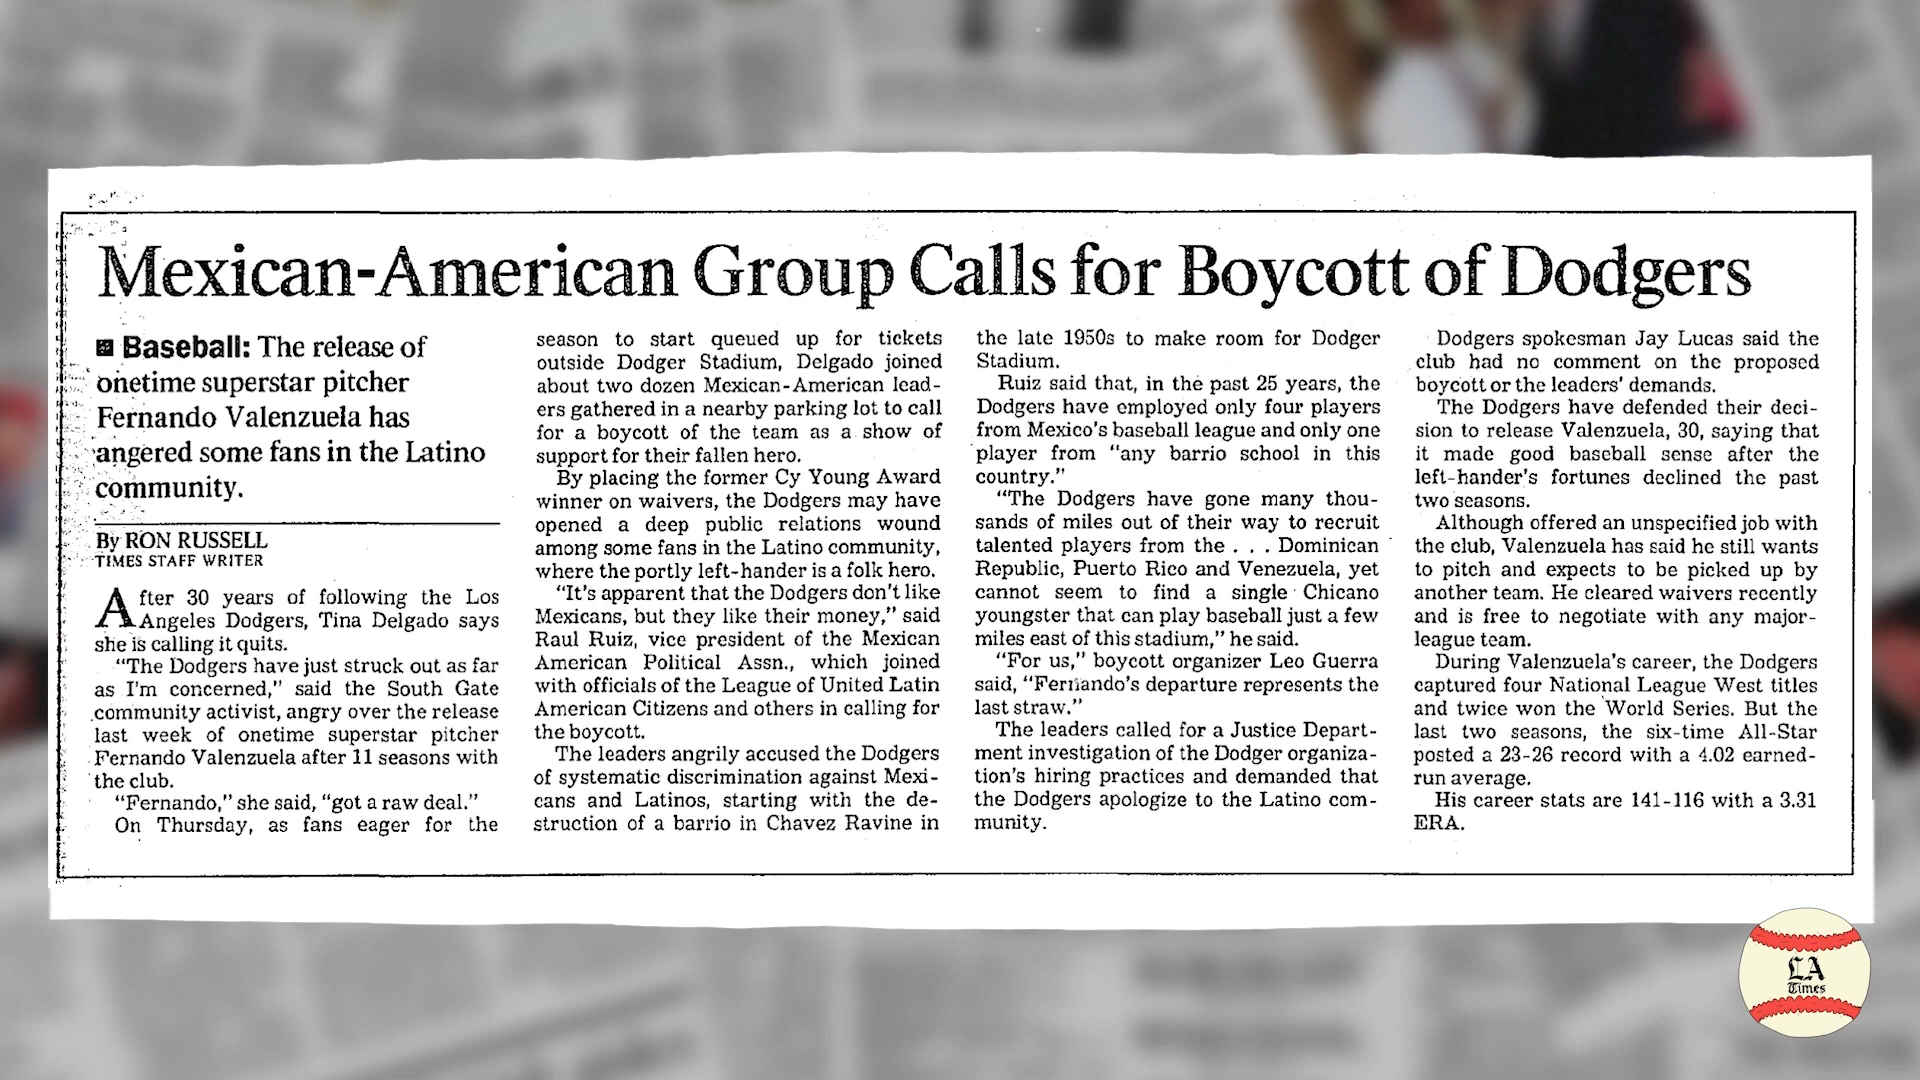 Mexican-American Group Calls for Boycott of Dodgers
Baseball: The release of
onetime superstar pitcher
Fernando Valenzuela has
angered some fans in the Latino
community.
By RON RUSSELL
TIMES STAFF WRITER
After 30 years of following the Los
Angeles Dodgers, Tina Delgado says
she is calling it quits.
“The Dodgers have just struck out as far
as I'm concerned,” said the South Gate
community activist, angry over the release
last week of onetime superstar pitcher
Fernando Valenzuela after 11 seasons with
the club.
“Fernando,” she said, “got a raw deal.”
On Thursday, as fans eager for the
season to start queued up for tickets
outside Dodger Stadium, Delgado joined
about two dozen Mexican-American lead-
ers gathered in a nearby parking lot to call
for a boycott of the team as a show of
support for their fallen hero.
By placing the former Cy Young Award
winner on waivers, the Dodgers may have
opened a deep public relations wound
among some fans in the Latino community,
where the portly left-hander is a folk hero.
“It's apparent that the Dodgers don't like
Mexicans, but they like their money,” said
Raul Ruiz, vice president of the Mexican
American Political Assn., which joined
with officials of the League of United Latin
American Citizens and others in calling for
the boycott.
The leaders angrily accused the Dodgers
of systematic discrimination against Mexi-
cans and Latinos, starting with the de-
struction of a barrio in Chavez Ravine in
the late 1950s to make room for Dodger
Stadium.
Ruiz said that, in the past 25 years, the
Dodgers have employed only four players
from Mexico's baseball league and only one
player from “any barrio school in this
country.”
“The Dodgers have gone many thou-
sands of miles out of their way to recruit
talented players from the . . . Dominican
Republic, Puerto Rico and Venezuela, yet
cannot seem to find a single Chicano
youngster that can play baseball just a few
miles east of this stadium,” he said.
“For us,” boycott organizer Leo Guerra
said, “Fernando's departure represents the
last straw.”
The leaders called for a Justice Depart-
ment investigation of the Dodger organiza-
tion's hiring practices and demanded that
the Dodgers apologize to the Latino com-
munity.
Dodgers spokesman Jay Lucas said the
club had no comment on the proposed
boycott or the leaders' demands.
The Dodgers have defended their deci-
sion to release Valenzuela, 30, saying that
it made good baseball sense after the
left-hander's fortunes declined the past
two seasons.
Although offered an unspecified job with
the club, Valenzuela has said he still wants
to pitch and expects to be picked up by
another team. He cleared waivers recently
and is free to negotiate with any major-
league team.
During Valenzuela's career, the Dodgers
captured four National League West titles
and twice won the World Series. But the
last two seasons, the six-time All-Star
posted a 23-26 record with a 4.02 earned-
run average.
His career stats are 141-116 with a 3.31
ERA.
LA
Times